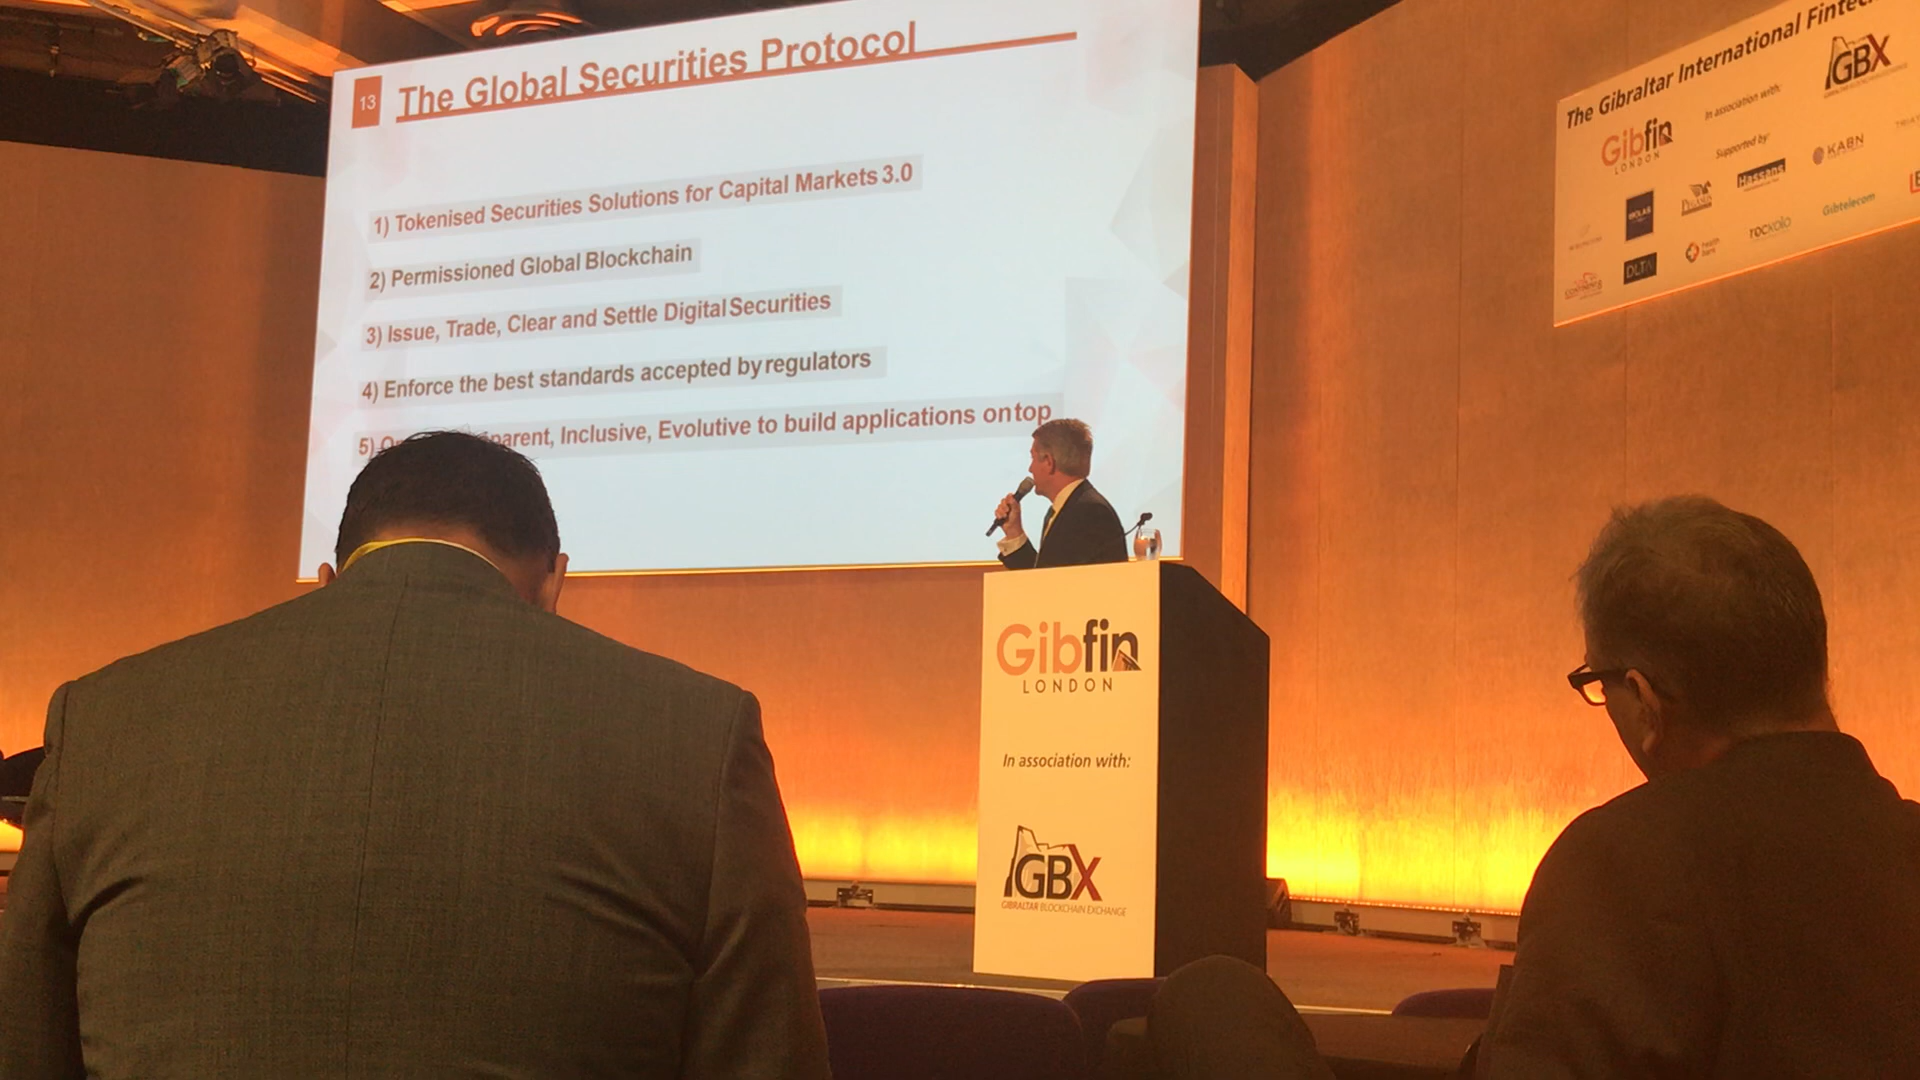 13
The Global Securities Protocol
1) Tokenised Securities Solutions for Capital Markets 3.0
2) Permissioned Global Blockchain
3) Issue, Trade, Clear and Settle Digital Securities
4) Enforce the best standards accepted by regulators
5) Inclusive, Evolutive to build applications on top
The Gibraltar International
GBX
In association with:
Gibfin
LONDON
Supported by:
KABN
Hassans
PEGASUS
Gibtelecom
rockolo
health bank
DLT
Gibfin
LONDON
In association with:
GBX
GIBRALTAR BLOCKCHAIN EXCHANGE